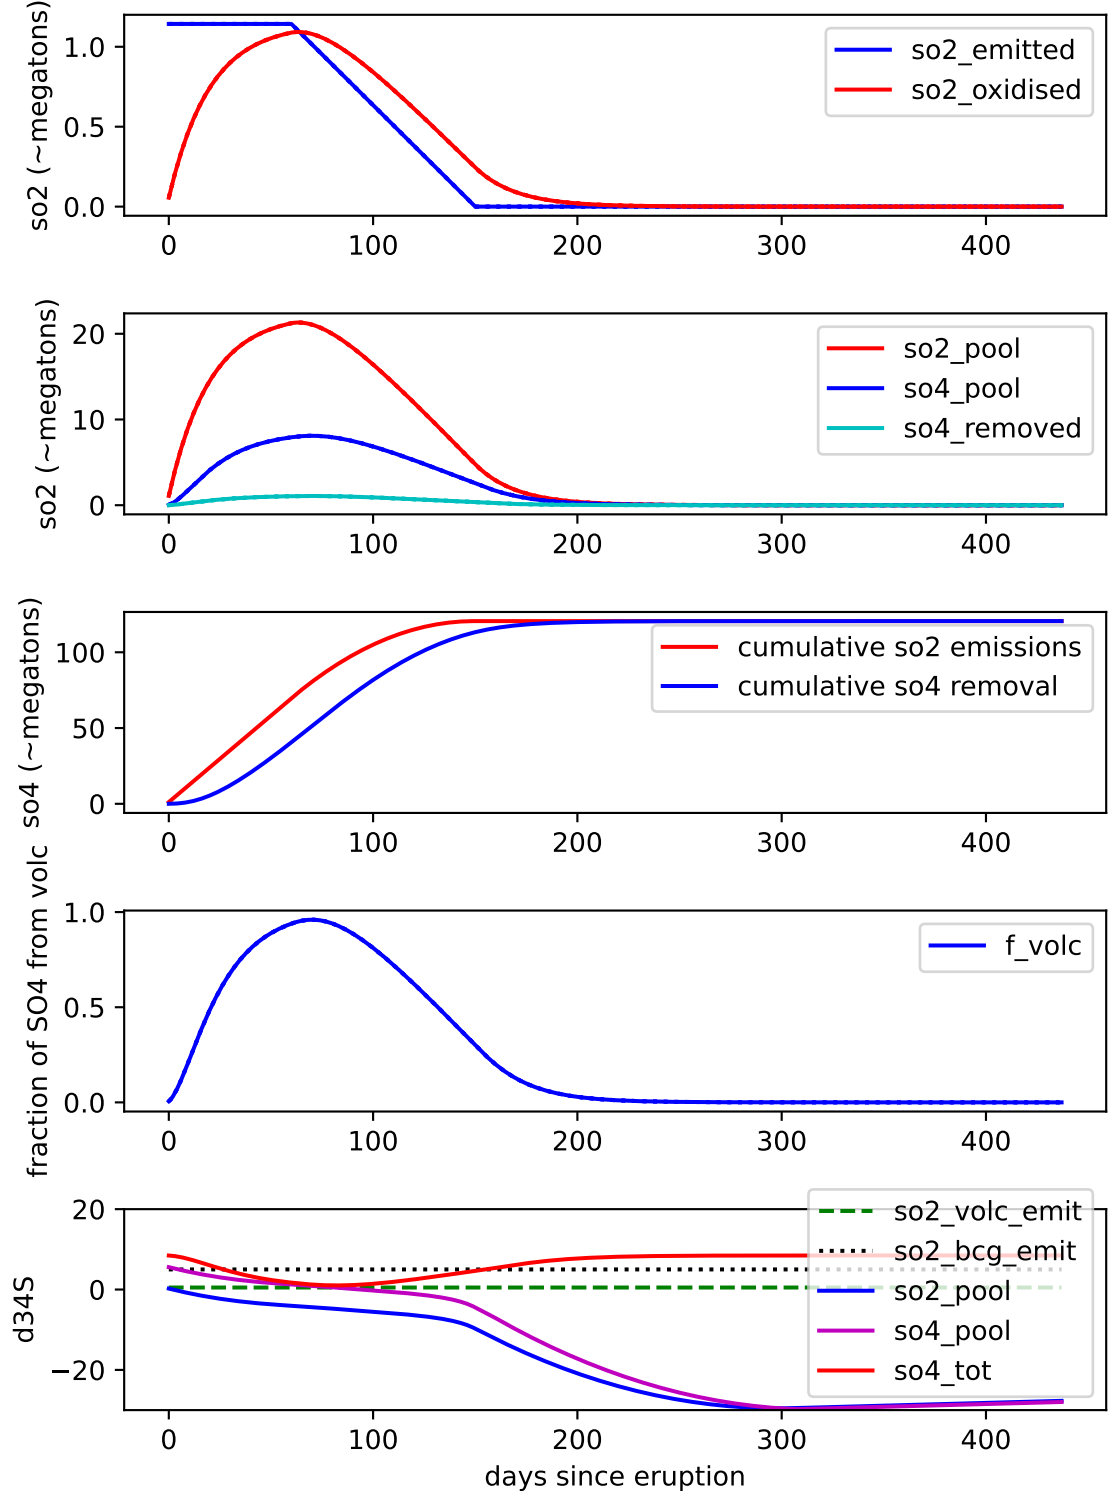 so2 (~megatons)
1.0
0.5
0.0
so2_emitted
so2_oxidised
0 100 200 300 400
so2 (~megatons)
20
10
0
so2_pool
so4_pool
so4_removed
0 100 200 300 400
so4 (~megatons)
100
50
0
cumulative so2 emissions
cumulative so4 removal
0 100 200 300 400
fraction of SO4 from volc
1.0
0.5
0.0
f_volc
0 100 200 300 400
d34S
20
0
−20
so2_volc_emit
so2_bcg_emit
so2_pool
so4_pool
so4_tot
0 100 200 300 400
days since eruption